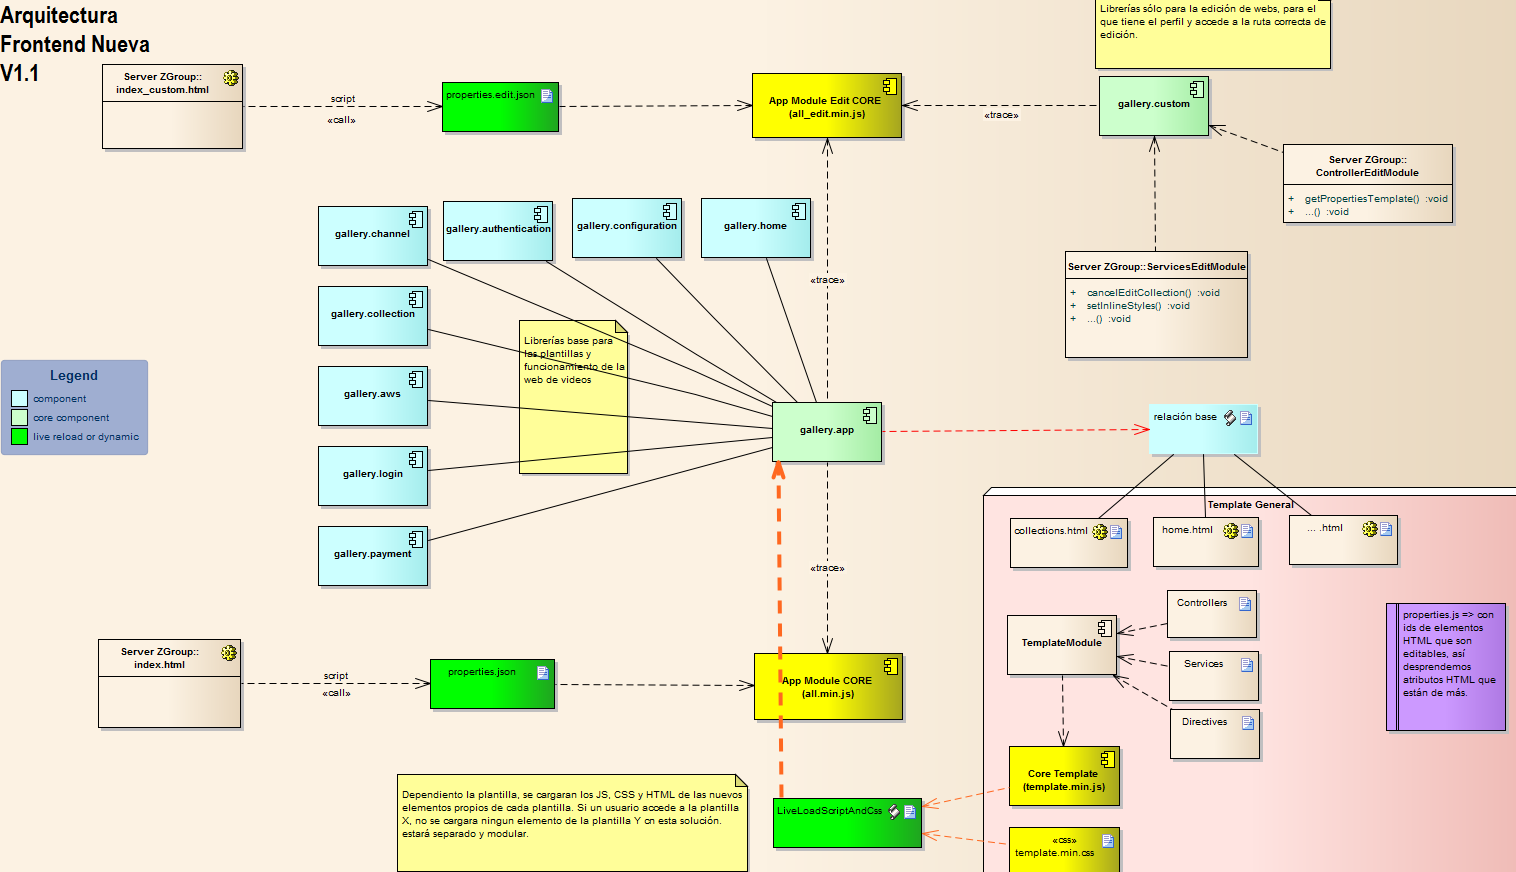 Arquitectura
Frontend Nueva
V1.1
Librerías sólo para la edición de webs, para el
que tiene el perfil y accede a la ruta correcta de
edición.
Server ZGroup::
index_custom.html
script
«call»
properties.edit.json
App Module Edit CORE
(all_edit.min.js)
«trace»
gallery.custom
Server ZGroup::
ControllerEditModule
+ getPropertiesTemplate() :void
+ ...() :void
gallery.channel
gallery.authentication
gallery.configuration
gallery.home
Server ZGroup::ServicesEditModule
+ cancelEditCollection() :void
+ setInlineStyles() :void
+ ...() :void
«trace»
gallery.collection
Librerías base para
las plantillas y
funcionamiento de la
web de videos
Legend
component
core component
live reload or dynamic
gallery.aws
gallery.app
relación base
gallery.login
gallery.payment
«trace»
Template General
collections.html
home.html
... .html
Controllers
TemplateModule
Services
Directives
properties.js => con
ids de elementos
HTML que son
editables, así
desprendemos
atributos HTML que
están de más.
Server ZGroup::
index.html
script
«call»
properties.json
App Module CORE
(all.min.js)
Core Template
(template.min.js)
Dependiento la plantilla, se cargaran los JS, CSS y HTML de las nuevos
elementos propios de cada plantilla. Si un usuario accede a la plantilla
X, no se cargara ningun elemento de la plantilla Y cn esta solución.
estará separado y modular.
LiveLoadScriptAndCss
«css»
template.min.css